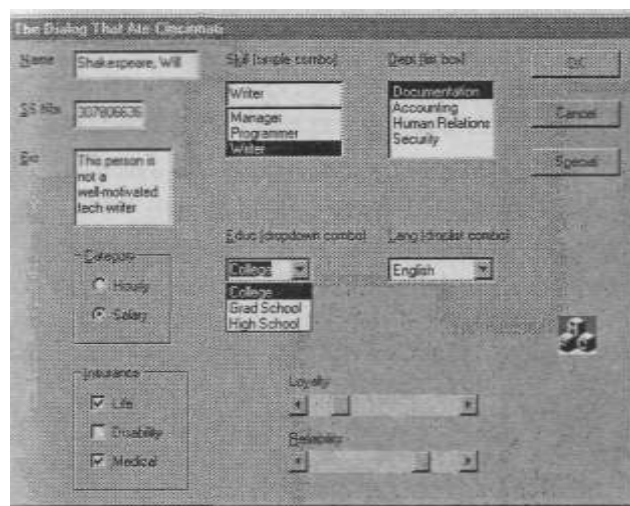 The Dialog That Ate Cincinnati
Name
Shakespeare, Will
SS Nbr
307806636
Bio
This person is
not a
well-motivated
tech writer
Skill (simple combo)
Writer
Manager
Programmer
Writer
Dept (list box)
Documentation
Accounting
Human Relations
Security
OK
Cancel
Special
Educ (dropdown combo)
College
College
Grad School
High School
Lang (droplist combo)
English
Category
Hourly
Salary
Insurance
Life
Disability
Medical
Loyalty
Reliability